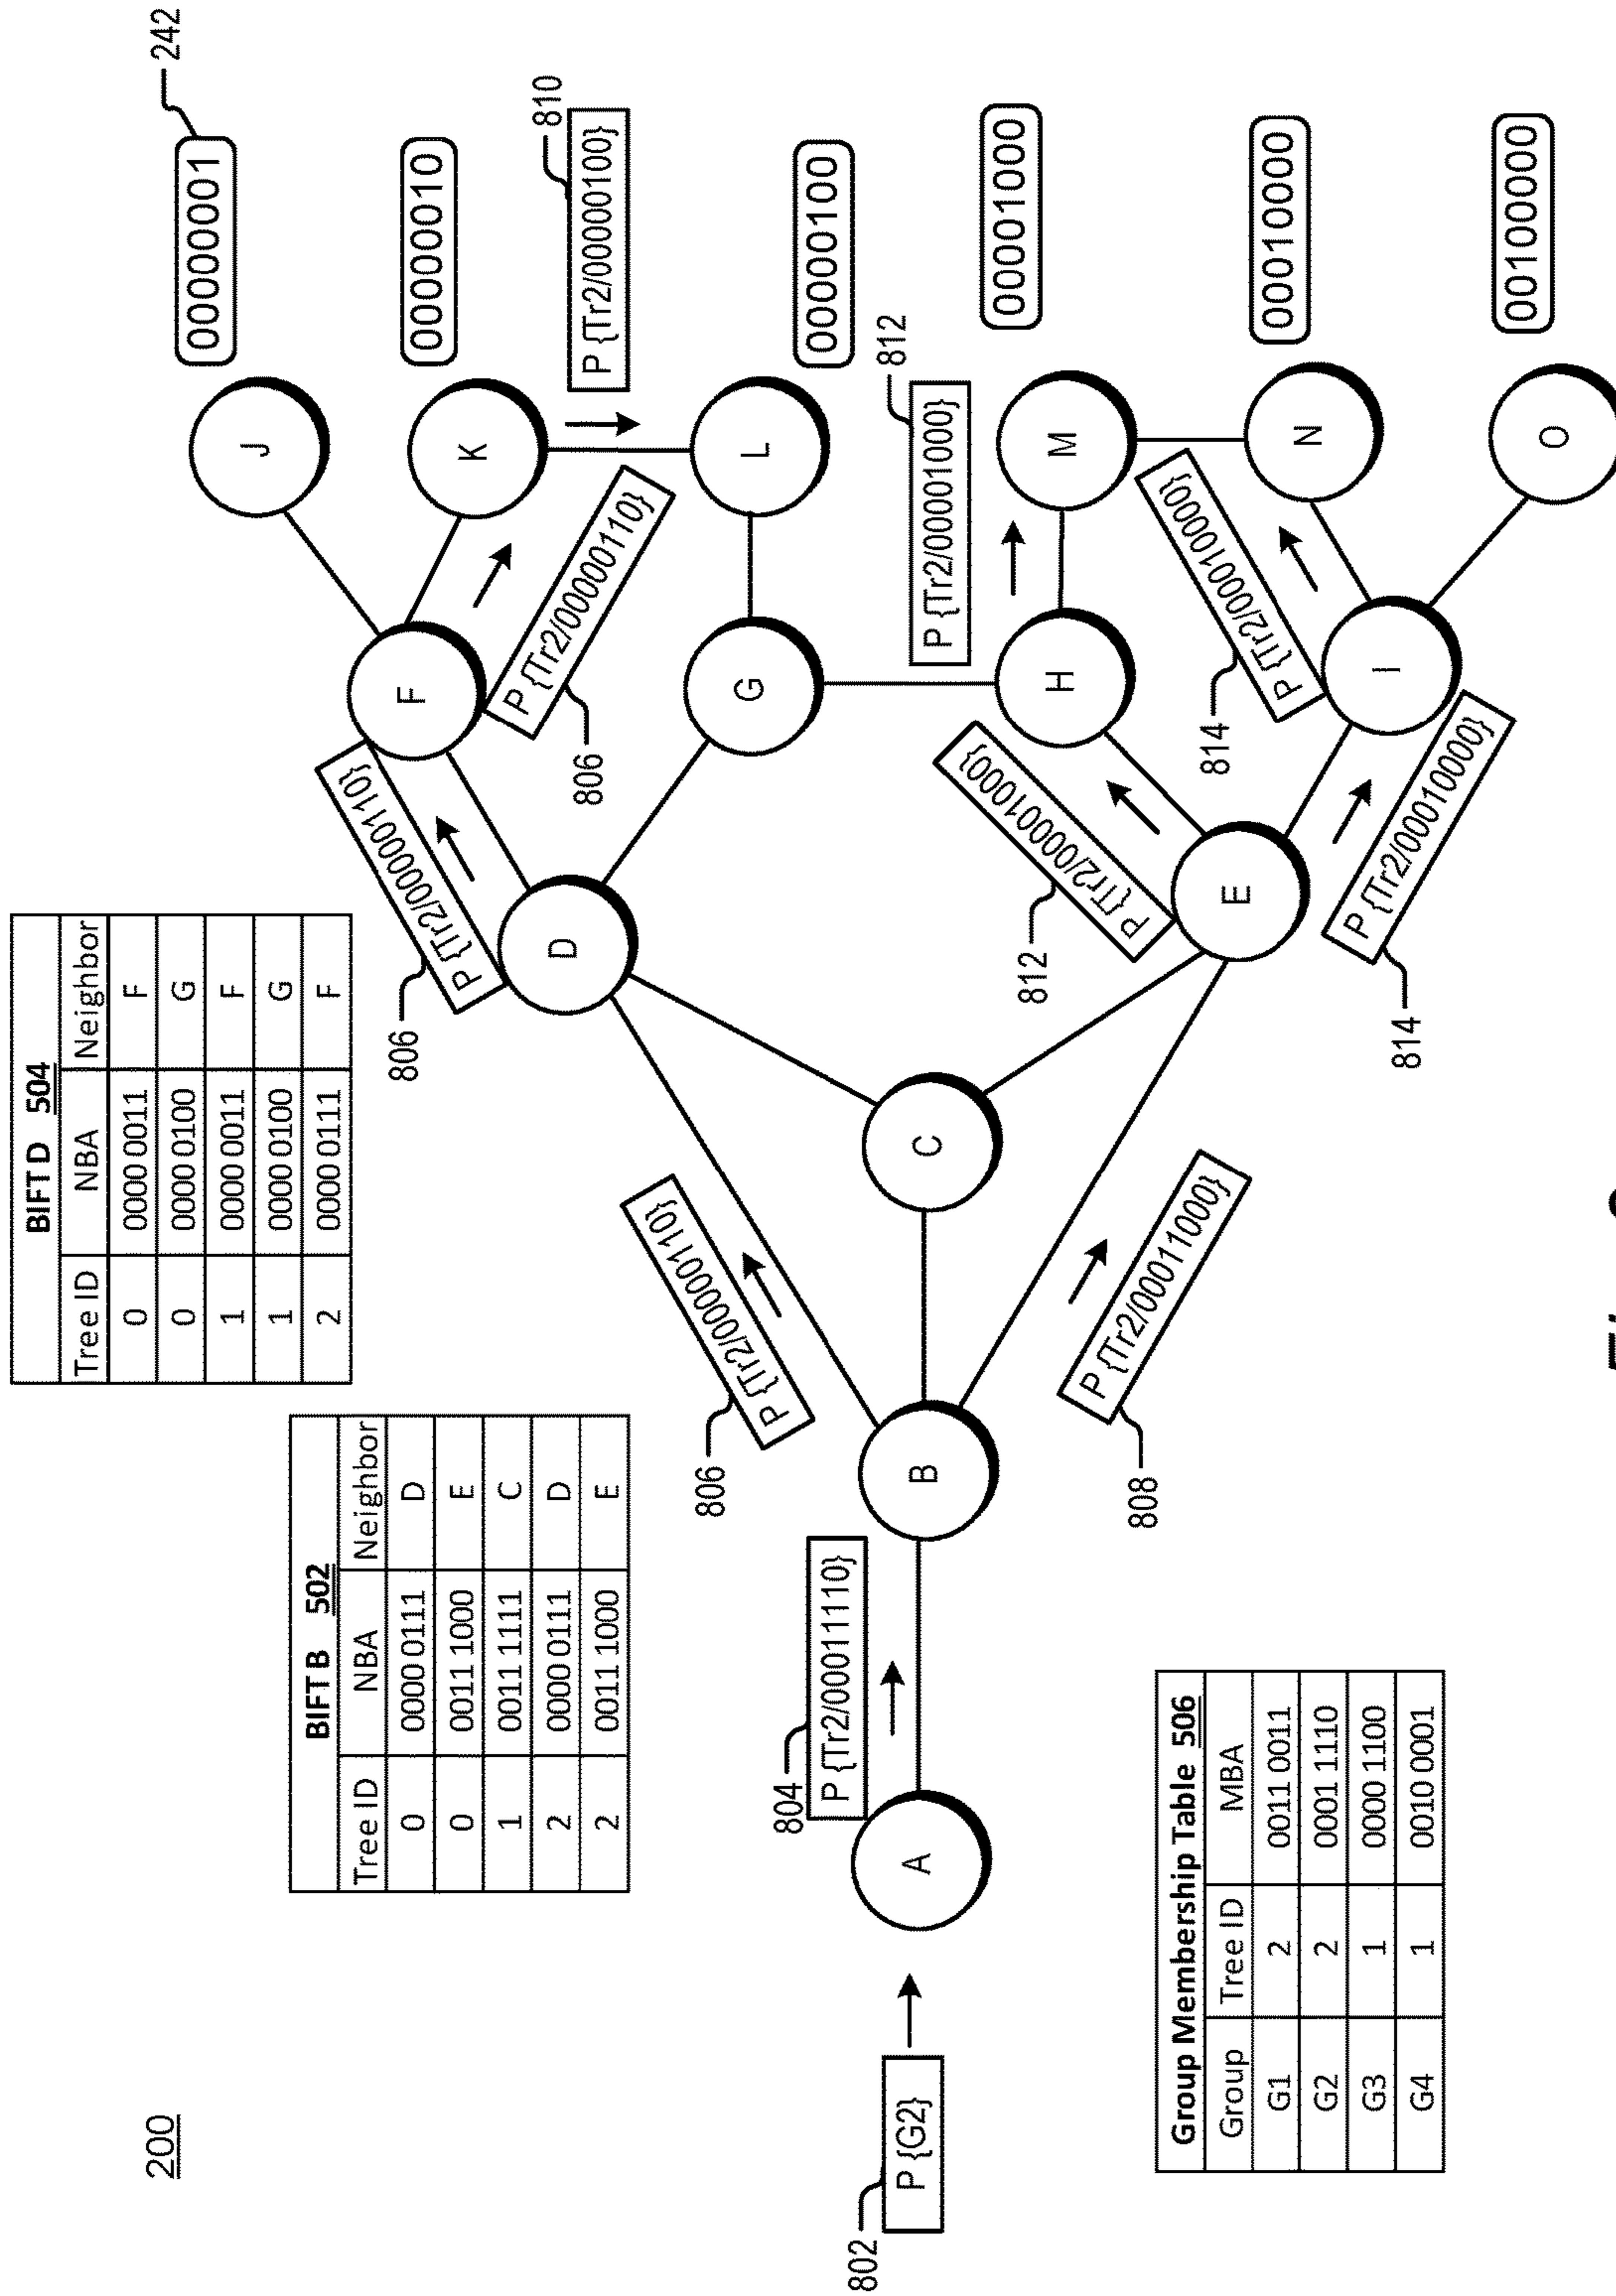 200
BIFT D 504
Tree ID NBA Neighbor
0 0000 0011 F
0 0000 0100 G
1 0000 0011 F
1 0000 0100 G
2 0000 0111 F
BIFT B 502
Tree ID NBA Neighbor
0 0000 0111 D
0 0011 1000 E
1 0011 1111 C
2 0000 0111 D
2 0011 1000 E
242
00000001
J
806
P {Tr2/00000110}
F
00000010
K
806
P {Tr2/00000110}
810
P {Tr2/00000100}
D
806
P {Tr2/00000110}
G
L
00000100
802
P {G2}
A
804
P {Tr2/00011110}
B
C
812
P {Tr2/00001000}
812
P {Tr2/00001000}
H
M
00001000
808
P {Tr2/00011000}
E
814
P {Tr2/00010000}
N
00010000
814
P {Tr2/00010000}
I
O
00100000
Group Membership Table 506
Group Tree ID MBA
G1 2 0011 0011
G2 2 0001 1110
G3 1 0000 1100
G4 1 0010 0001